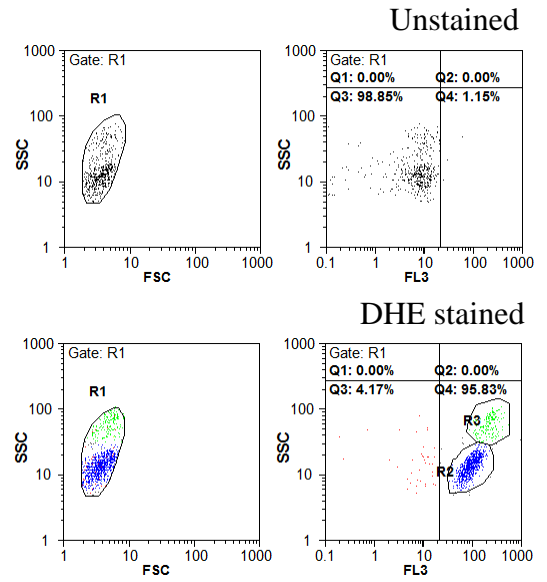 Unstained
Gate: R1
R1
SSC
1000
100
10
1
1 10 100 1000
FSC
Gate: R1
Q1: 0.00% Q2: 0.00%
Q3: 98.85% Q4: 1.15%
SSC
1000
100
10
1
0.1 1 10 100 1000
FL3
DHE stained
Gate: R1
R1
SSC
1000
100
10
1
1 10 100 1000
FSC
Gate: R1
Q1: 0.00% Q2: 0.00%
Q3: 4.17% Q4: 95.83%
R3
R2
SSC
1000
100
10
1
0.1 1 10 100 1000
FL3